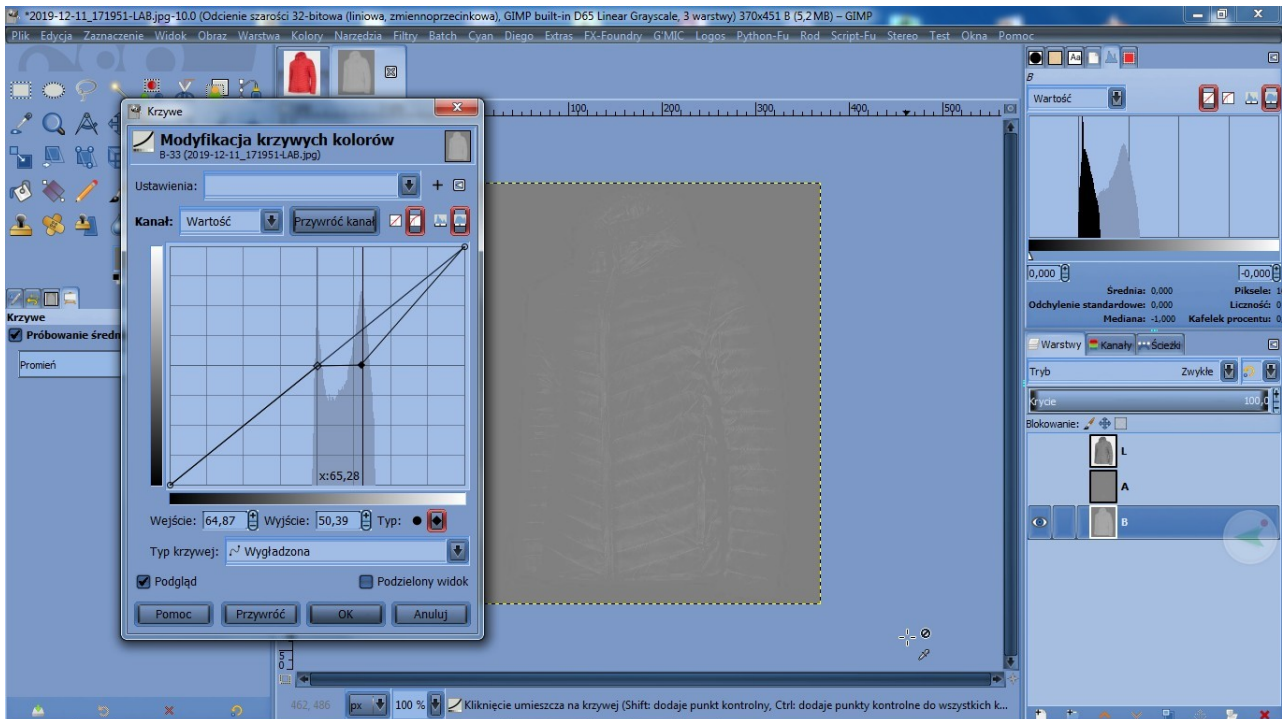 *2019-12-11_171951-LAB.jpg-10.0 (Odcienie szarości 32-bitowa (liniowa, zmiennoprzecinkowa), GIMP built-in D65 Linear Grayscale, 3 warstwy) 370x451 B (5,2 MB) – GIMP
Plik Edycja Zaznaczenie Widok Obraz Warstwa Kolory Narzędzia Filtry Batch Cyan Diego Extras FX-Foundry G'MIC Logos Python-Fu Rod Script-Fu Stereo Test Okna Pomoc
Krzywe
Próbowanie średn
Promień
Krzywe
Modyfikacja krzywych kolorów
B-33 (2019-12-11_171951-LAB.jpg)
Ustawienia:
Kanał: Wartość Przywróć kanał
x:65,28
Wejście: 64,87 Wyjście: 50,39 Typ:
Typ krzywej: Wygładzona
Podgląd Podzielony widok
Pomoc Przywróć OK Anuluj
100 200 300 400 500
5
0
462, 486 px 100 % Kliknięcie umieszcza na krzywej (Shift: dodaje punkt kontrolny, Ctrl: dodaje punkty kontrolne do wszystkich k...
Aa
B
Wartość
0,000 -0,000
Średnia: 0,000 Piksele: 1
Odchylenie standardowe: 0,000 Liczność: 0
Mediana: -1,000 Kafelek procentu: 0
Warstwy Kanały Ścieżki
Tryb Zwykłe
Krycie 100,0
Blokowanie:
L
A
B